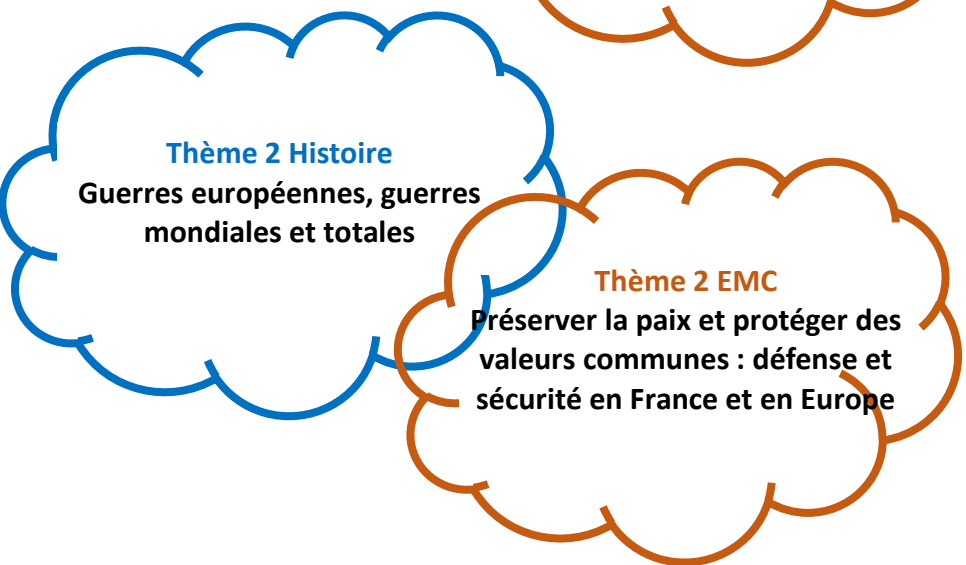 Thème 2 Histoire
Guerres européennes, guerres
mondiales et totales
Thème 2 EMC
Préserver la paix et protéger des
valeurs communes : défense et
sécurité en France et en Europe